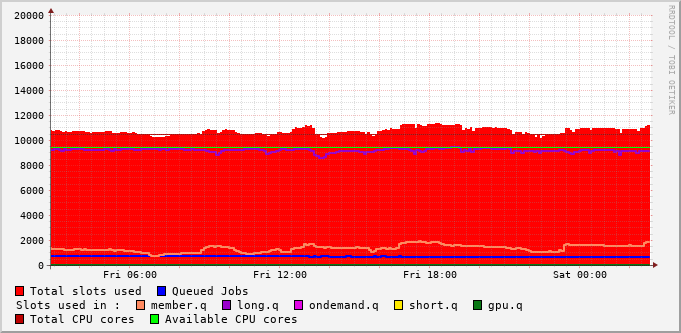 RRDTOOL / TOBI OETIKER
20000
18000
16000
14000
12000
10000
8000
6000
4000
2000
0
Fri 06:00 Fri 12:00 Fri 18:00 Sat 00:00
Total slots used Queued Jobs
Slots used in : member.q long.q ondemand.q short.q gpu.q
Total CPU cores Available CPU cores